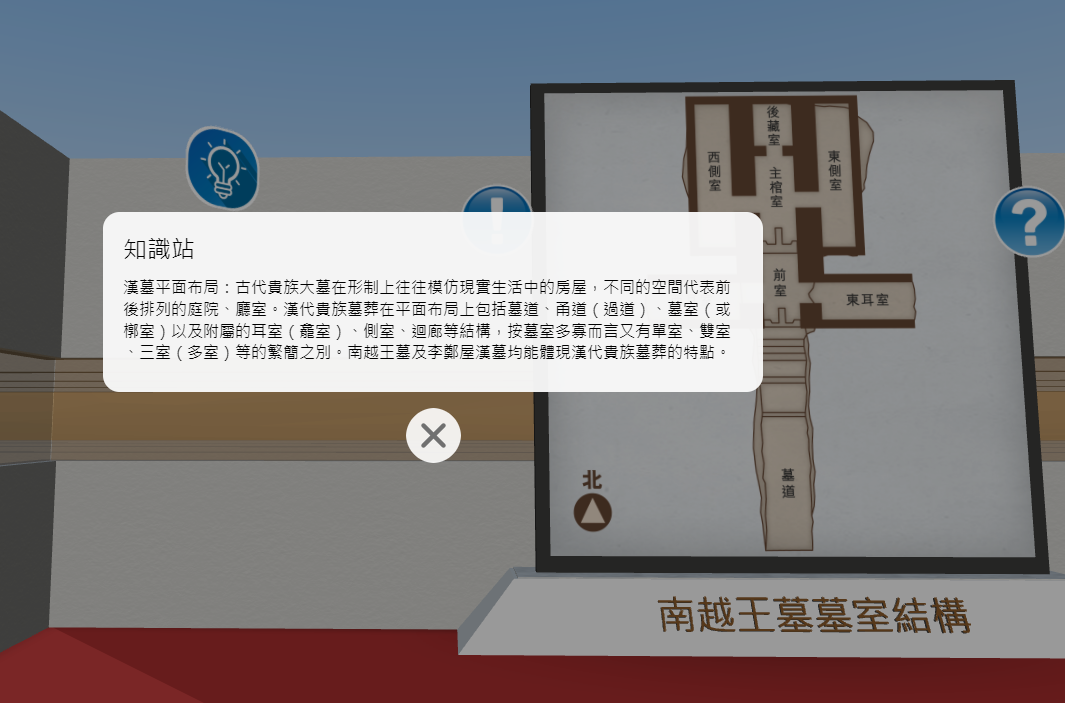 知識站
漢墓平面布局：古代貴族大墓在形制上往往模仿現實生活中的房屋，不同的空間代表前
後排列的庭院、廳室。漢代貴族墓葬在平面布局上包括墓道、甬道（過道）、墓室（或
槨室）以及附屬的耳室（龕室）、側室、迴廊等結構，按墓室多寡而言又有單室、雙室
、三室（多室）等的繁簡之別。南越王墓及李鄭屋漢墓均能體現漢代貴族墓葬的特點。
後藏室
西側室
主棺室
東側室
前室
東耳室
墓道
北
南越王墓墓室結構
!
?